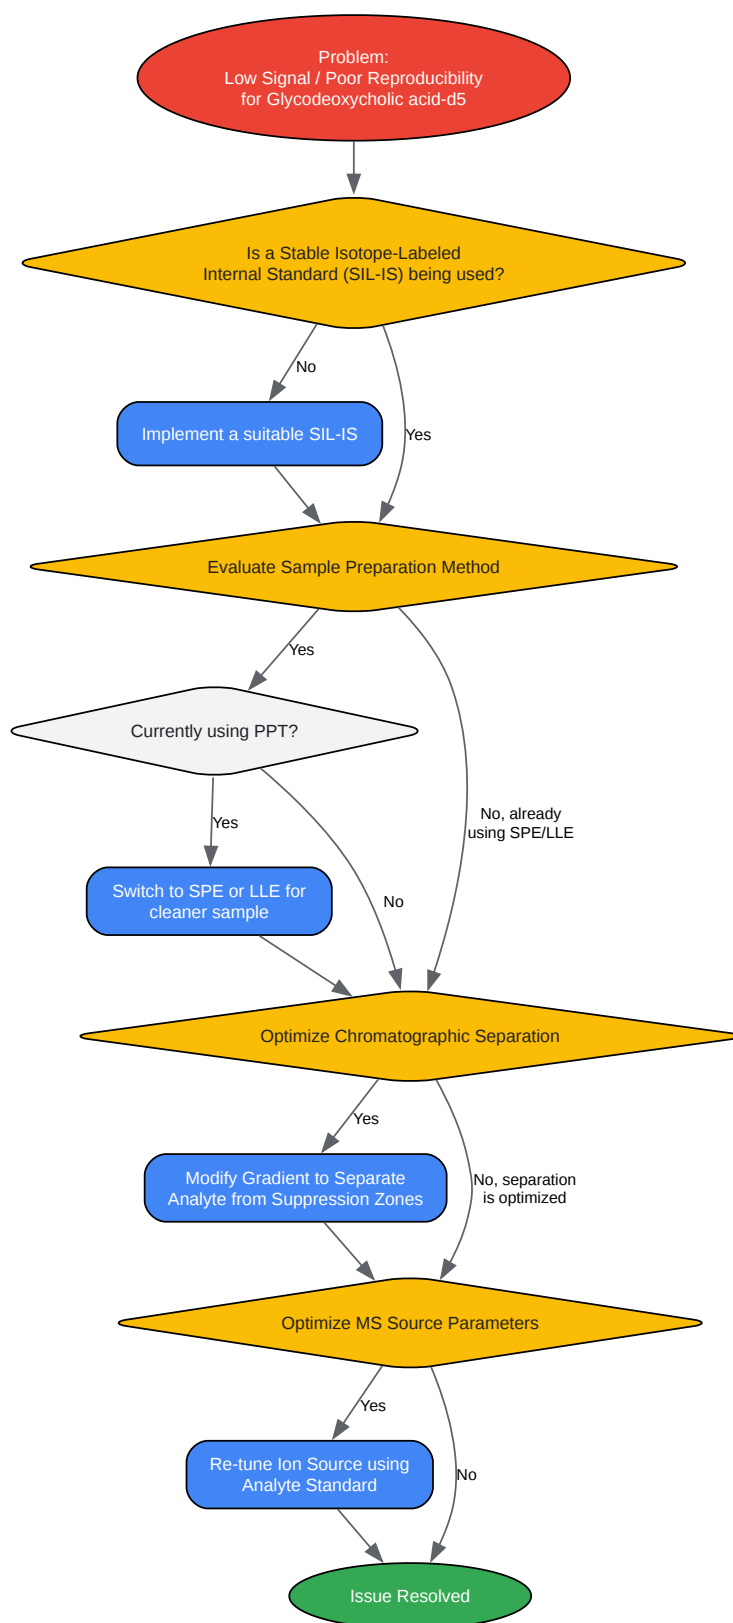 Problem:
Low Signal / Poor Reproducibility
for Glycodeoxycholic acid-d5
Is a Stable Isotope-Labeled
Internal Standard (SIL-IS) being used?
No
Implement a suitable SIL-IS
Yes
Evaluate Sample Preparation Method
Yes
Currently using PPT?
No, already
using SPE/LLE
Yes
Switch to SPE or LLE for
cleaner sample
No
Optimize Chromatographic Separation
Yes
Modify Gradient to Separate
Analyte from Suppression Zones
No, separation
is optimized
Optimize MS Source Parameters
Yes
Re-tune Ion Source using
Analyte Standard
No
Issue Resolved